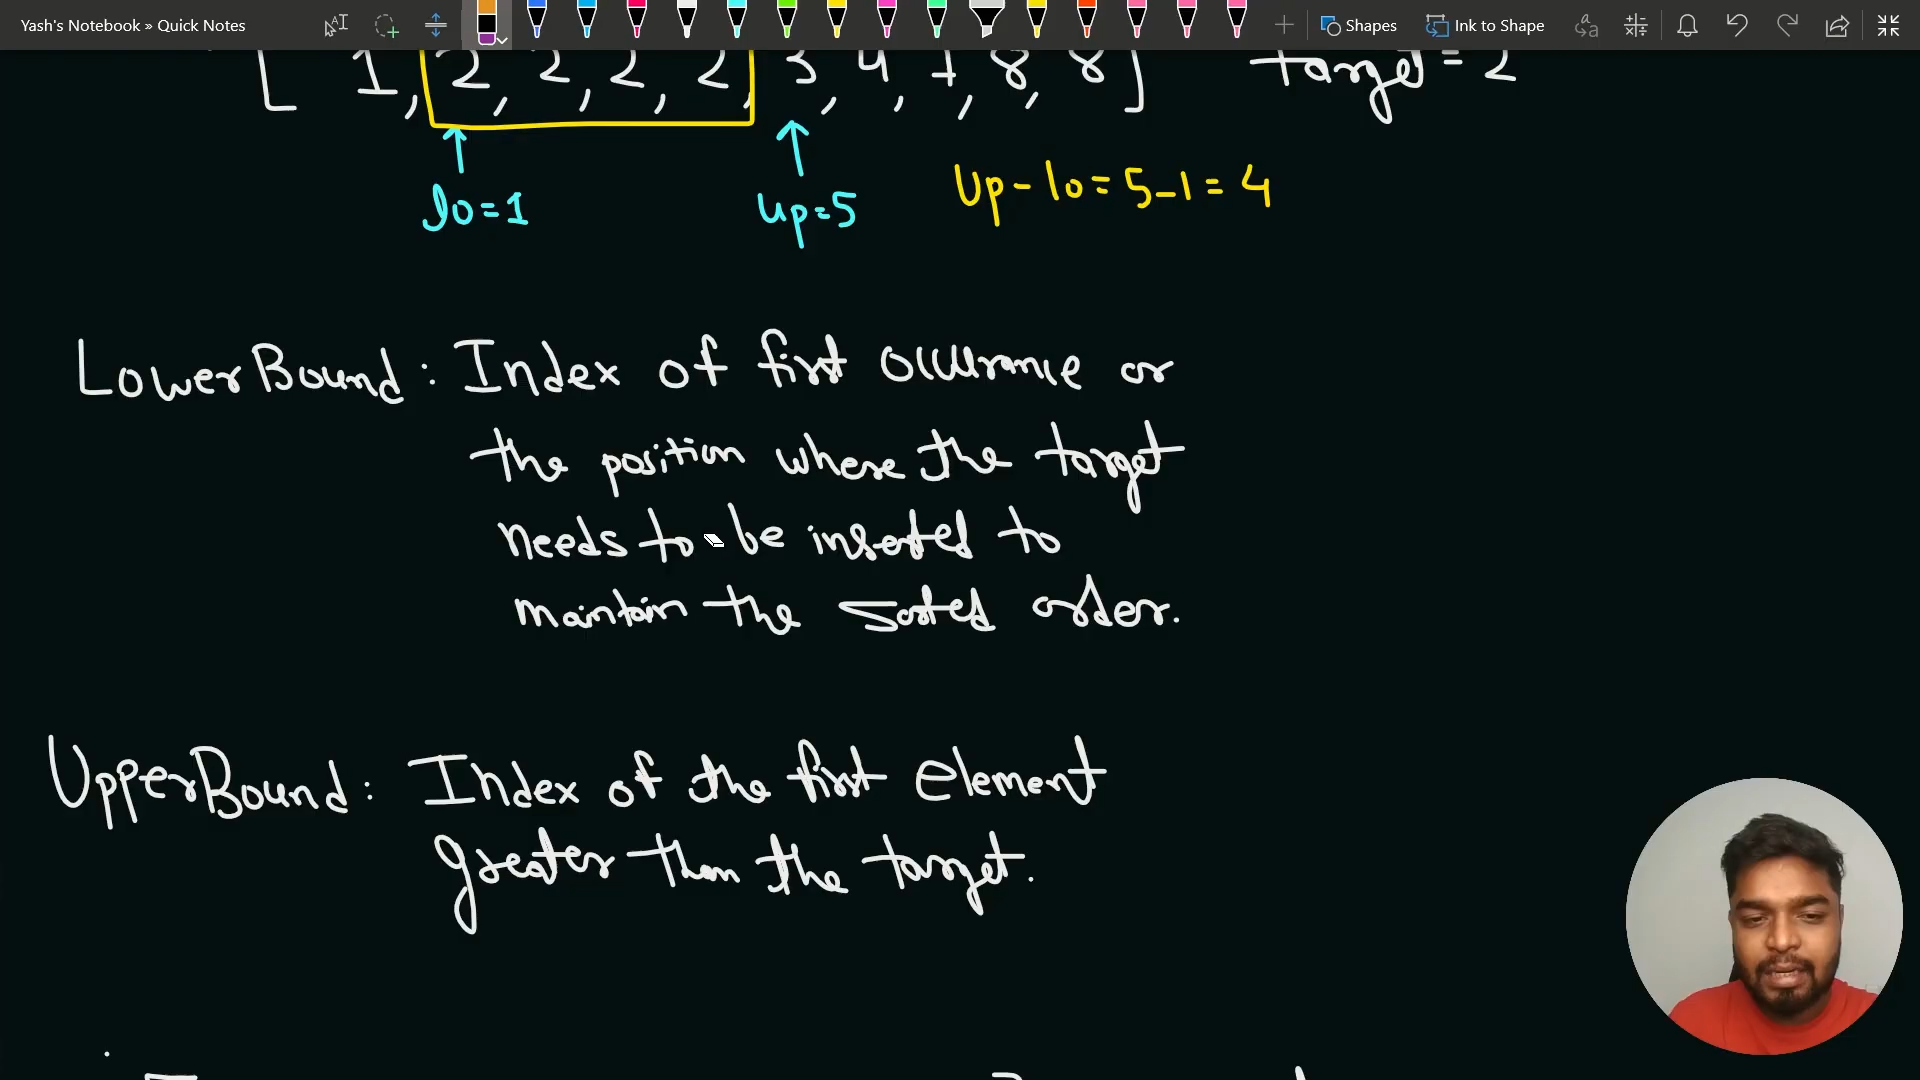 Yash's Notebook » Quick Notes
Shapes
Ink to Shape
[ 1, 2, 2, 2, 2, 3, 4, 7, 8, 8 ] target = 2
lo=1
up=5
Up - lo = 5 - 1 = 4
LowerBound : Index of first occurance or
the position where the target
needs to be inserted to
maintain the sorted order.
UpperBound : Index of the first element
greater than the target.